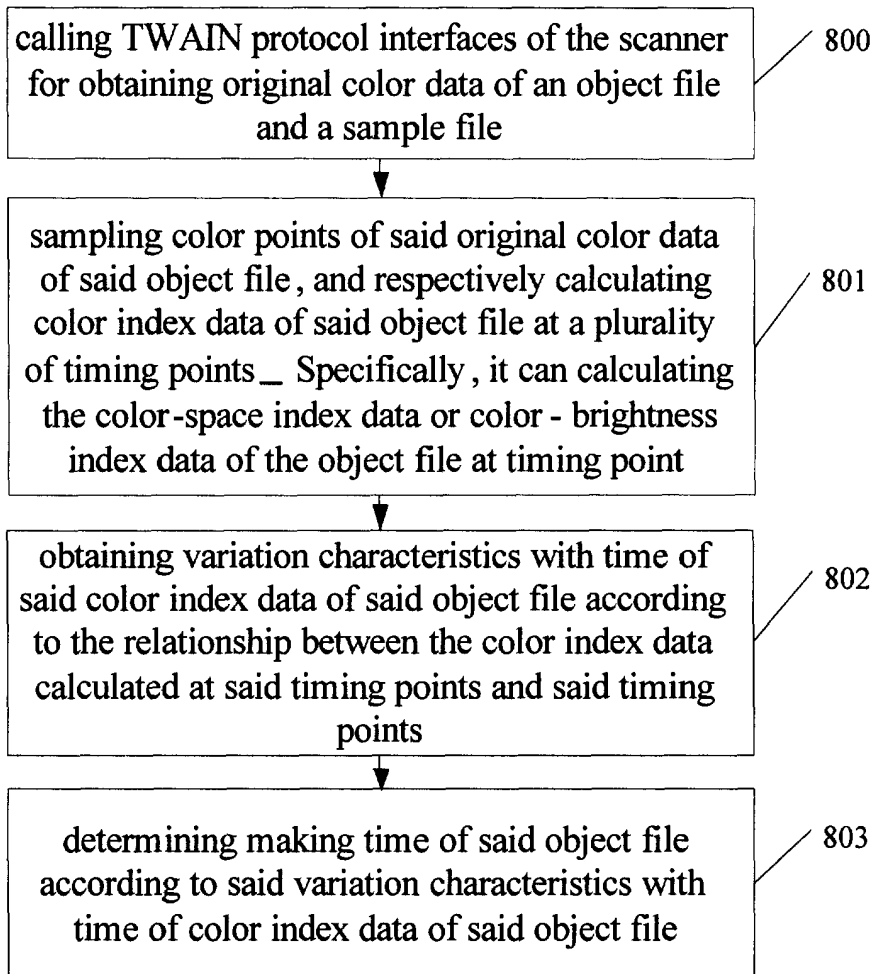 calling TWAIN protocol interfaces of the scanner
for obtaining original color data of an object file
and a sample file
800
sampling color points of said original color data
of said object file, and respectively calculating
color index data of said object file at a plurality
of timing points_ Specifically, it can calculating
the color-space index data or color - brightness
index data of the object file at timing point
801
obtaining variation characteristics with time of
said color index data of said object file according
to the relationship between the color index data
calculated at said timing points and said timing
points
802
determining making time of said object file
according to said variation characteristics with
time of color index data of said object file
803